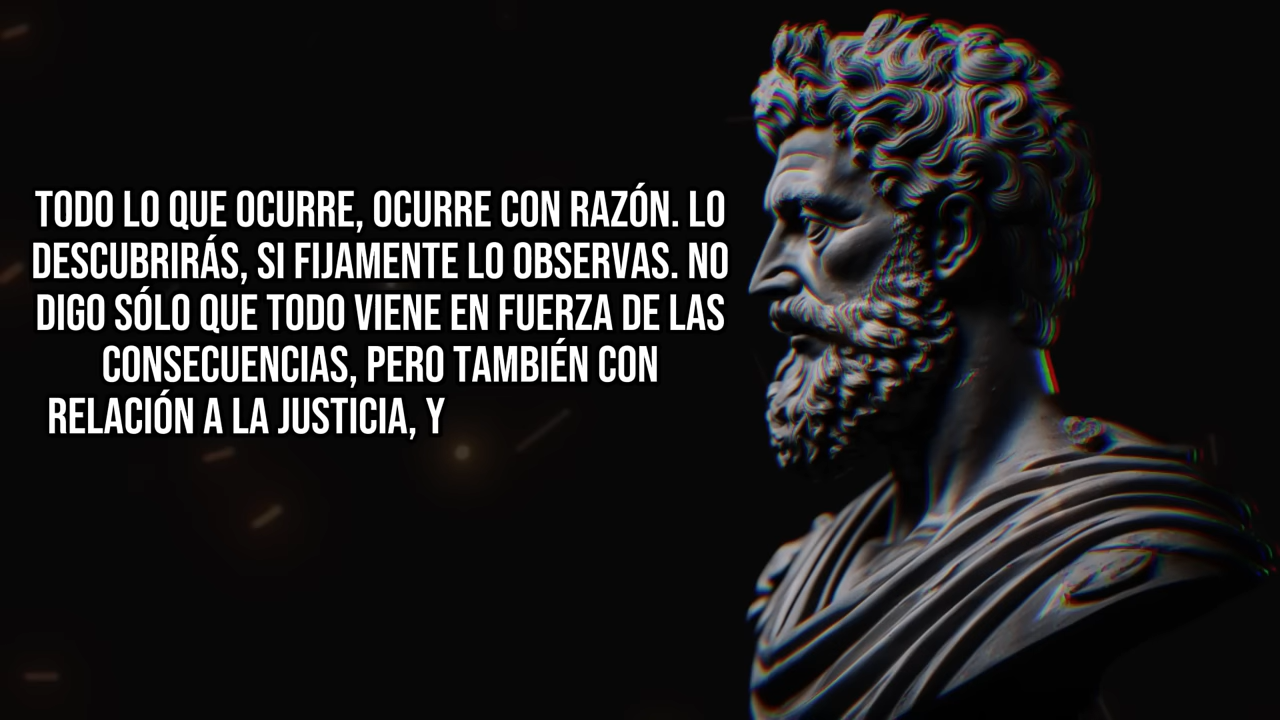 TODO LO QUE OCURRE, OCURRE CON RAZÓN. LO
DESCUBRIRÁS, SI FIJAMENTE LO OBSERVAS. NO
DIGO SÓLO QUE TODO VIENE EN FUERZA DE LAS
CONSECUENCIAS, PERO TAMBIÉN CON
RELACIÓN A LA JUSTICIA, Y